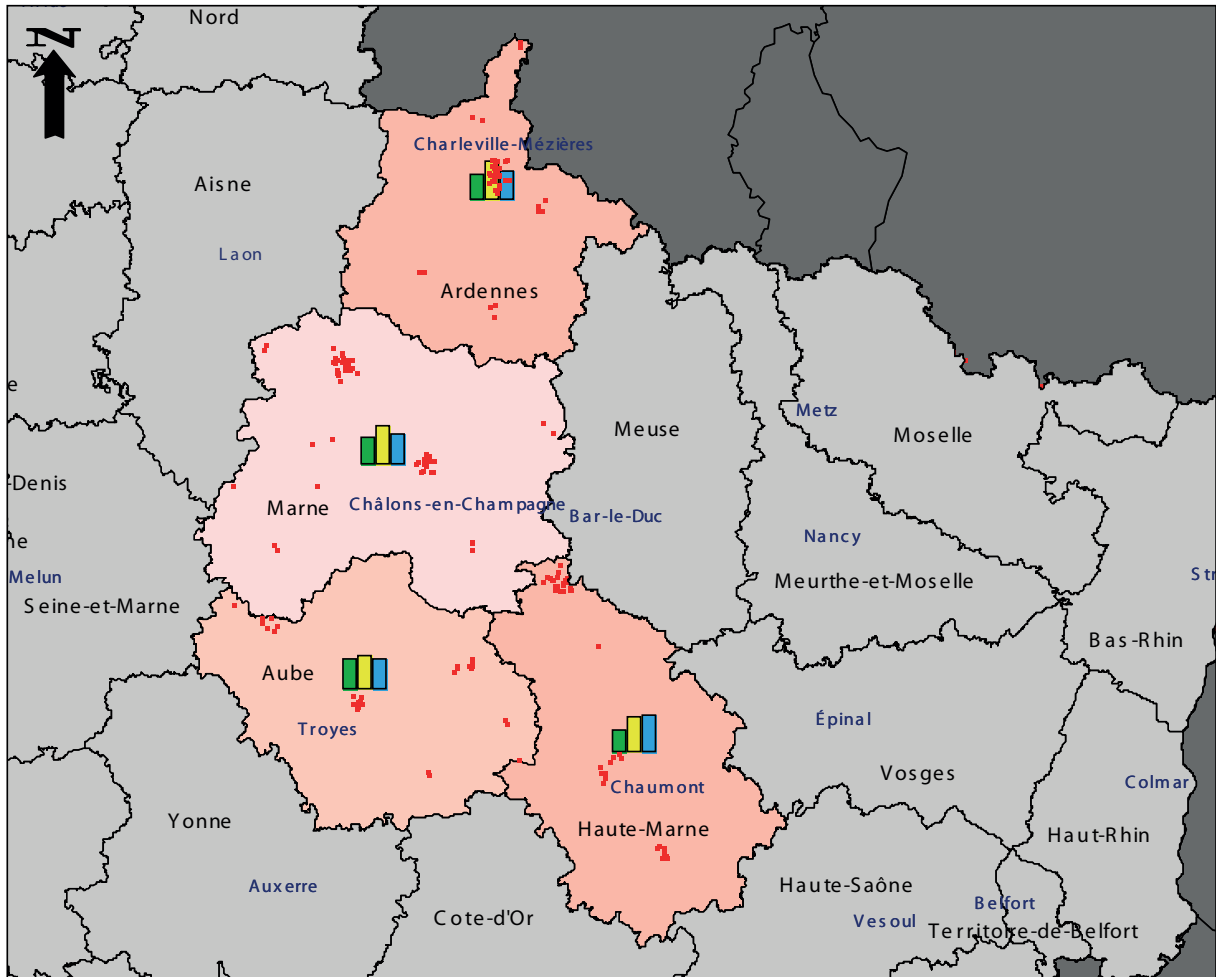 Nord
N
Charleville-Mézières
Aisne
Laon
Ardennes
e
Metz
Meuse
Moselle
-Denis
Marne
Châlons-en-Champagne
Bar-le-Duc
ne
Nancy
Melun
Str
Meurthe-et-Moselle
Seine-et-Marne
Bas-Rhin
Aube
Troyes
Épinal
Vosges
Colmar
Chaumont
Yonne
Haute-Marne
Haut-Rhin
Auxerre
Haute-Saône
Belfort
Cote-d'Or
Vesoul
Territoire-de-Belfort